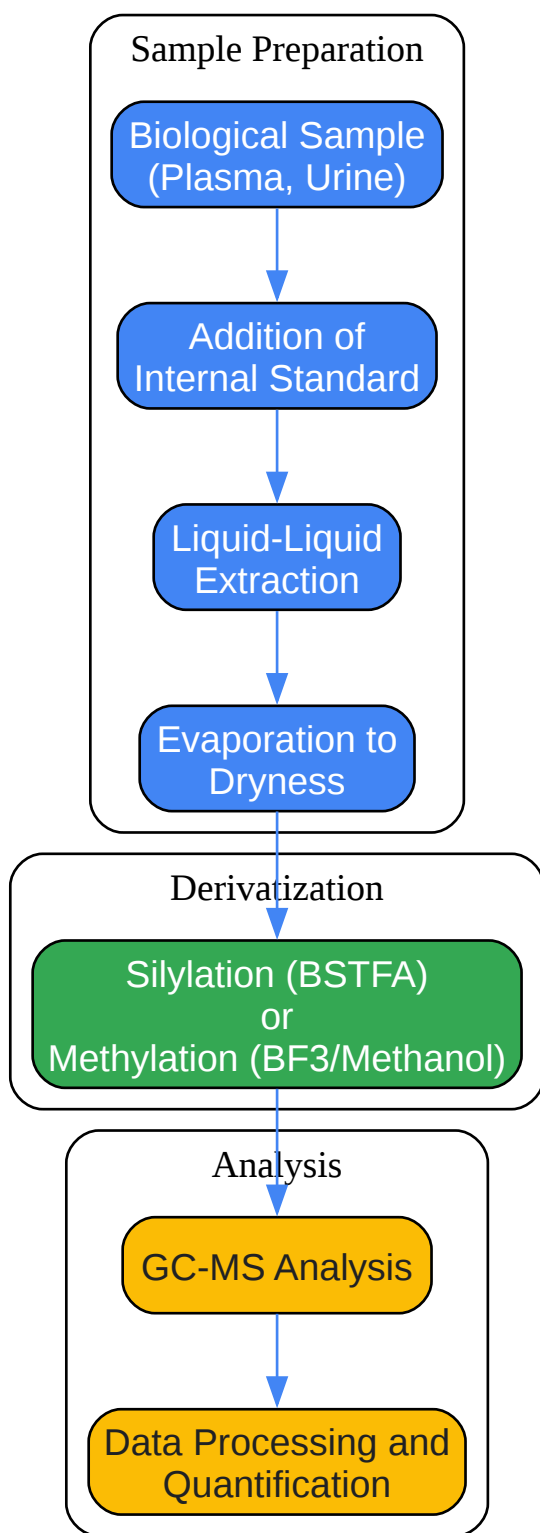 Sample Preparation
Biological Sample
(Plasma, Urine)
Addition of
Internal Standard
Liquid-Liquid
Extraction
Evaporation to
Dryness
Derivatization
Silylation (BSTFA)
or
Methylation (BF3/Methanol)
Analysis
GC-MS Analysis
Data Processing and
Quantification